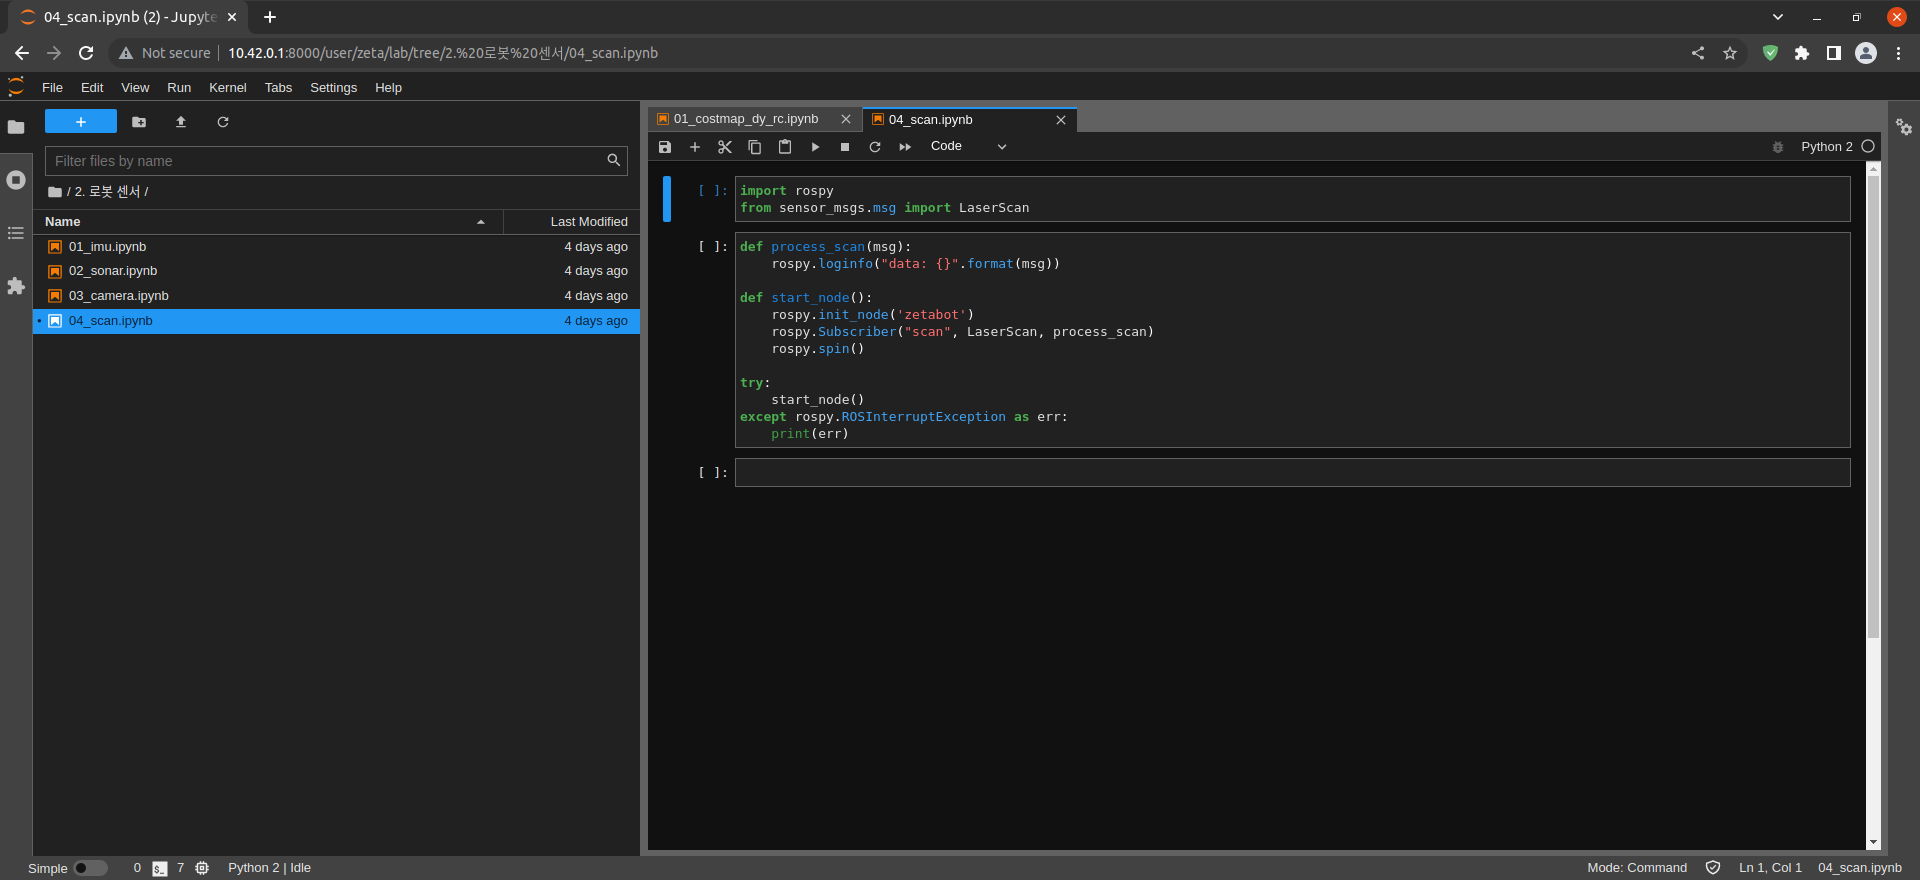 04_scan.ipynb (2) - Jupyte
Not secure 10.42.0.1:8000/user/zeta/lab/tree/2.%20로봇%20센서/04_scan.ipynb
File Edit View Run Kernel Tabs Settings Help
Filter files by name
/ 2. 로봇 센서 /
Name Last Modified
01_imu.ipynb 4 days ago
02_sonar.ipynb 4 days ago
03_camera.ipynb 4 days ago
04_scan.ipynb 4 days ago
01_costmap_dy_rc.ipynb 04_scan.ipynb
Code Python 2
[ ]: import rospy
from sensor_msgs.msg import LaserScan
[ ]: def process_scan(msg):
    rospy.loginfo("data: {}".format(msg))
def start_node():
    rospy.init_node('zetabot')
    rospy.Subscriber("scan", LaserScan, process_scan)
    rospy.spin()
try:
    start_node()
except rospy.ROSInterruptException as err:
    print(err)
[ ]:
Simple 0 $_ 7 Python 2 | Idle Mode: Command Ln 1, Col 1 04_scan.ipynb